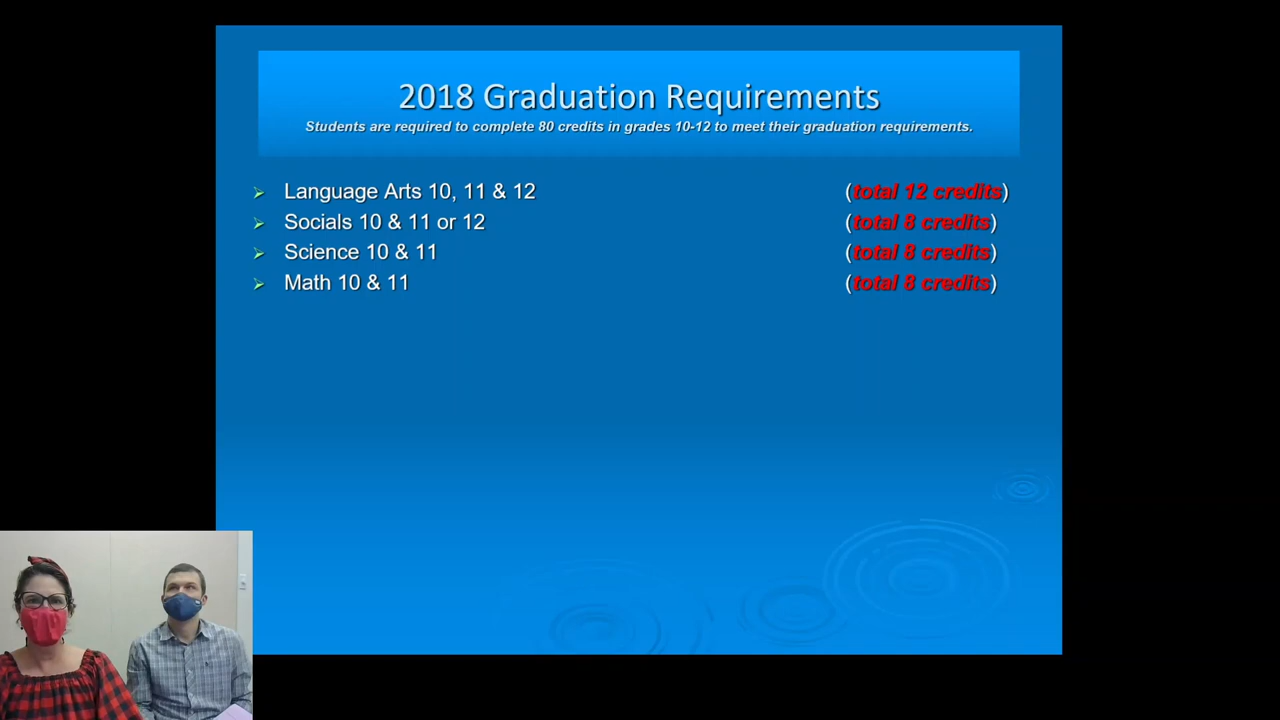 2018 Graduation Requirements
Students are required to complete 80 credits in grades 10-12 to meet their graduation requirements.
Language Arts 10, 11 & 12 (total 12 credits)
Socials 10 & 11 or 12 (total 8 credits)
Science 10 & 11 (total 8 credits)
Math 10 & 11 (total 8 credits)